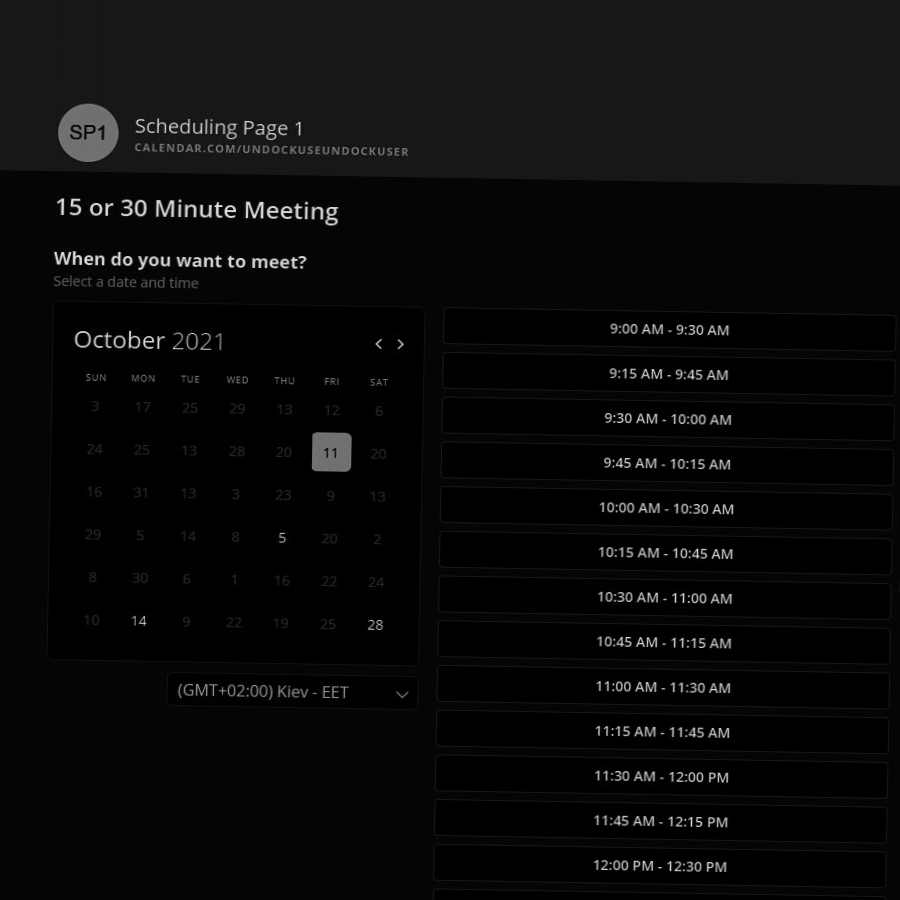 SP1
Scheduling Page 1
CALENDAR.COM/UNDOCKUSEUNDOCKUSER
15 or 30 Minute Meeting
When do you want to meet?
Select a date and time
October 2021
SUN MON TUE WED THU FRI SAT
3 17 25 29 13 12 6
24 25 13 28 20 11 20
16 31 13 3 23 9 13
29 5 14 8 5 20 2
8 30 6 1 16 22 24
10 14 9 22 19 25 28
(GMT+02:00) Kiev - EET
9:00 AM - 9:30 AM
9:15 AM - 9:45 AM
9:30 AM - 10:00 AM
9:45 AM - 10:15 AM
10:00 AM - 10:30 AM
10:15 AM - 10:45 AM
10:30 AM - 11:00 AM
10:45 AM - 11:15 AM
11:00 AM - 11:30 AM
11:15 AM - 11:45 AM
11:30 AM - 12:00 PM
11:45 AM - 12:15 PM
12:00 PM - 12:30 PM